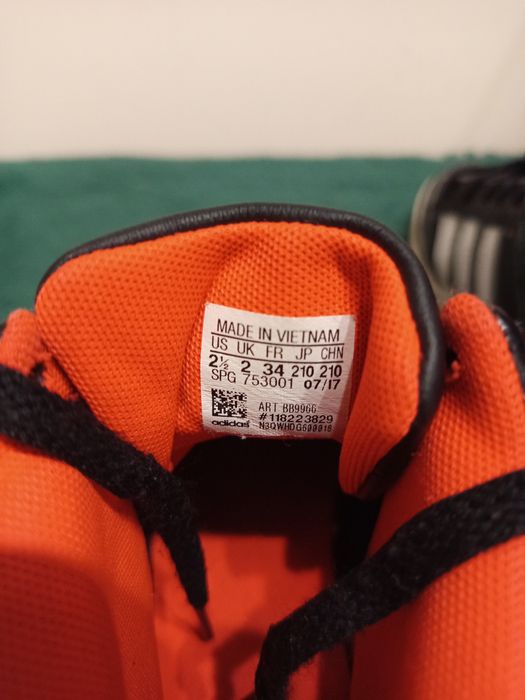 MADE IN VIETNAM
US UK FR JP CHN
2½ 2 34 210 210
SPG 753001 07/17
ART BB9966
#118223829
adidas